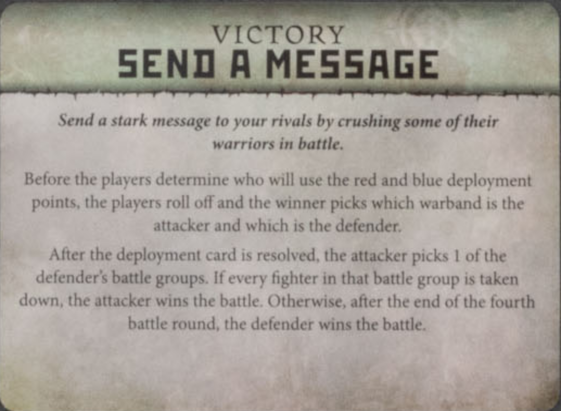 VICTORY
SEND A MESSAGE
Send a stark message to your rivals by crushing some of their
warriors in battle.
Before the players determine who will use the red and blue deployment
points, the players roll off and the winner picks which warband is the
attacker and which is the defender.
After the deployment card is resolved, the attacker picks 1 of the
defender's battle groups. If every fighter in that battle group is taken
down, the attacker wins the battle. Otherwise, after the end of the fourth
battle round, the defender wins the battle.